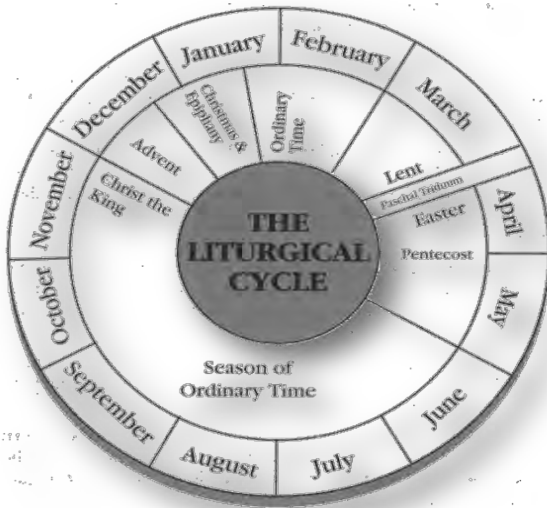 January
February
March
April
May
June
July
August
September
October
November
December
Christmas &
Epiphany
Ordinary
Time
Lent
Paschal Triduum
Easter
Pentecost
Season of
Ordinary Time
Christ the
King
Advent
THE
LITURGICAL
CYCLE